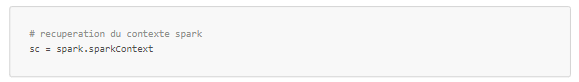 # recuperation du contexte spark
sc = spark.sparkContext